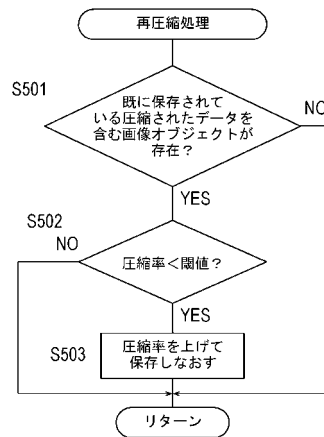 再圧縮処理
S501
既に保存されて
いる圧縮されたデータを
含む画像オブジェクトが
存在?
NO
YES
S502
NO
圧縮率<閾値?
YES
S503
圧縮率を上げて
保存しなおす
リターン